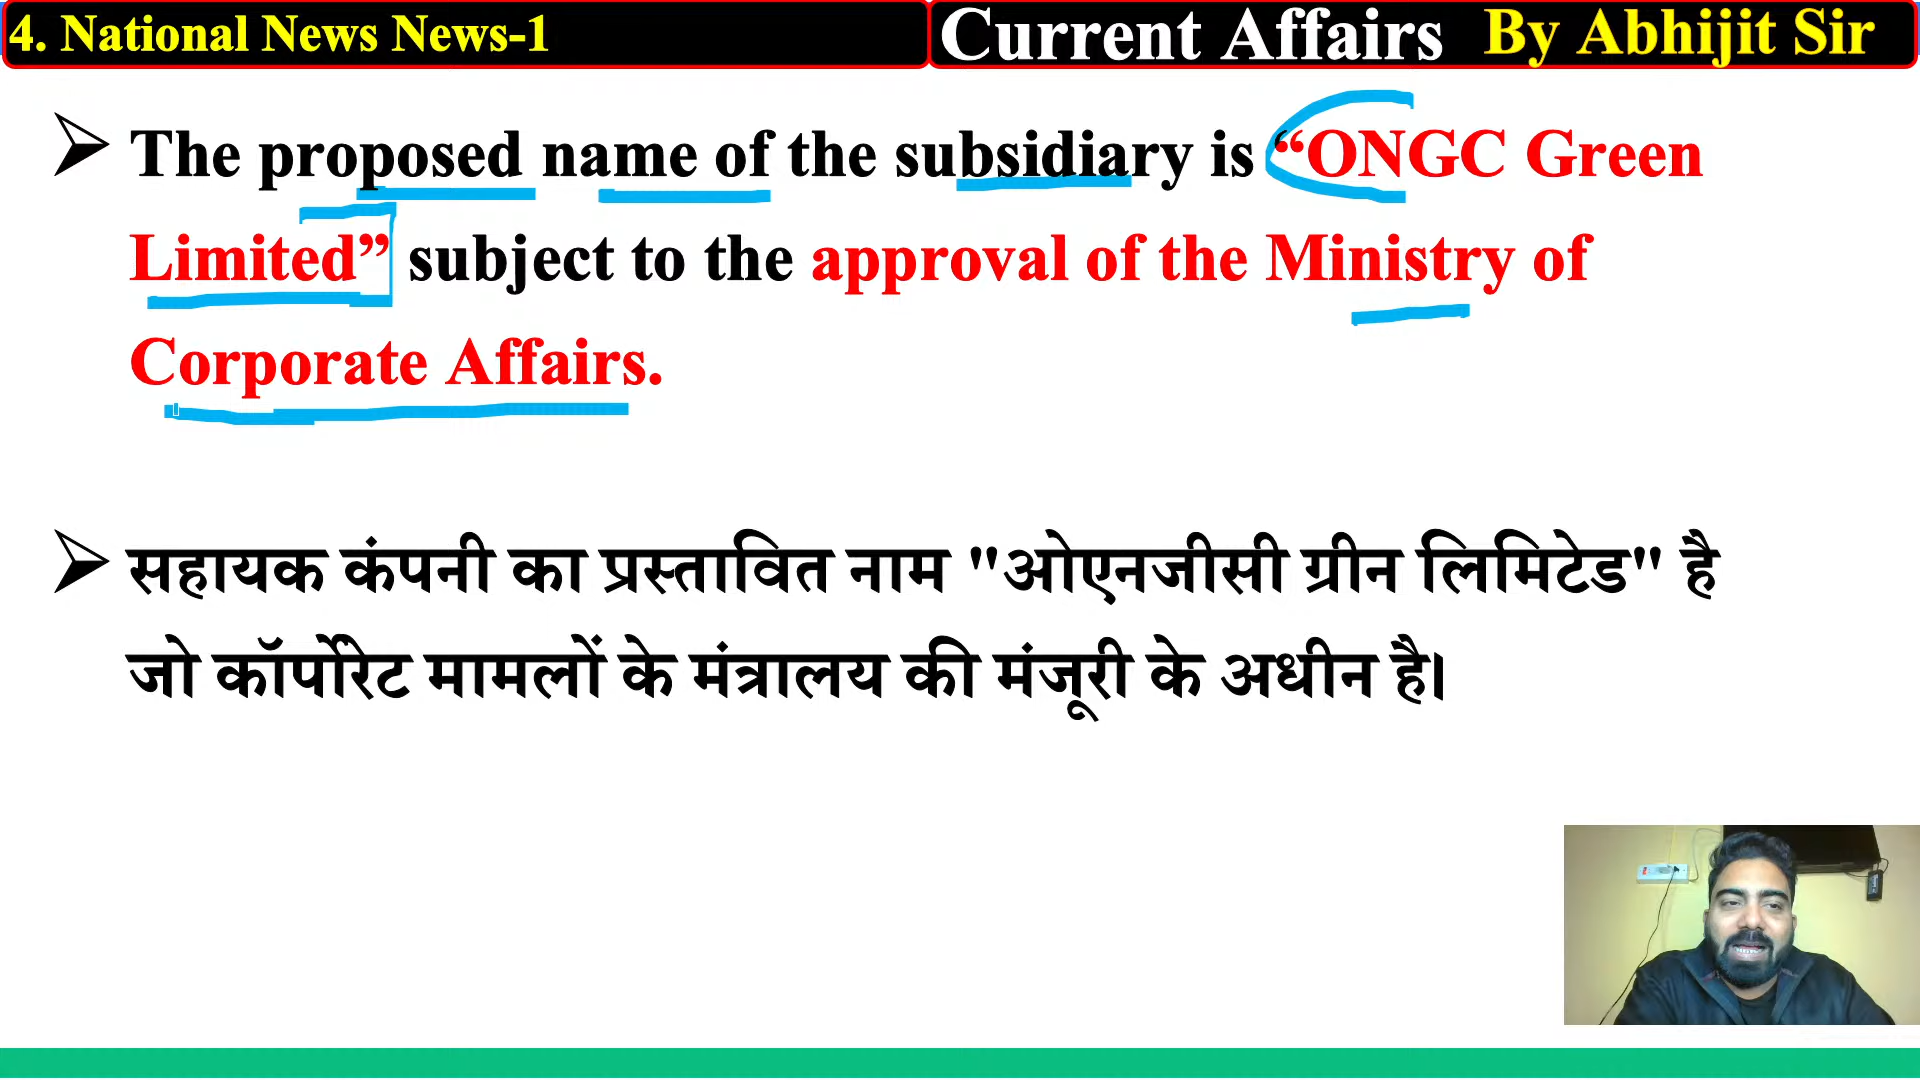 4. National News News-1
Current Affairs By Abhijit Sir
The proposed name of the subsidiary is “ONGC Green
Limited” subject to the approval of the Ministry of
Corporate Affairs.
सहायक कंपनी का प्रस्तावित नाम "ओएनजीसी ग्रीन लिमिटेड" है
जो कॉर्पोरेट मामलों के मंत्रालय की मंजूरी के अधीन है।